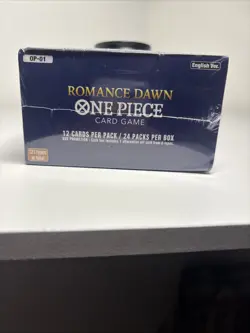 OP-01
English Ver.
ROMANCE DAWN
ONE PIECE
CARD GAME
12 CARDS PER PACK / 24 PACKS PER BOX